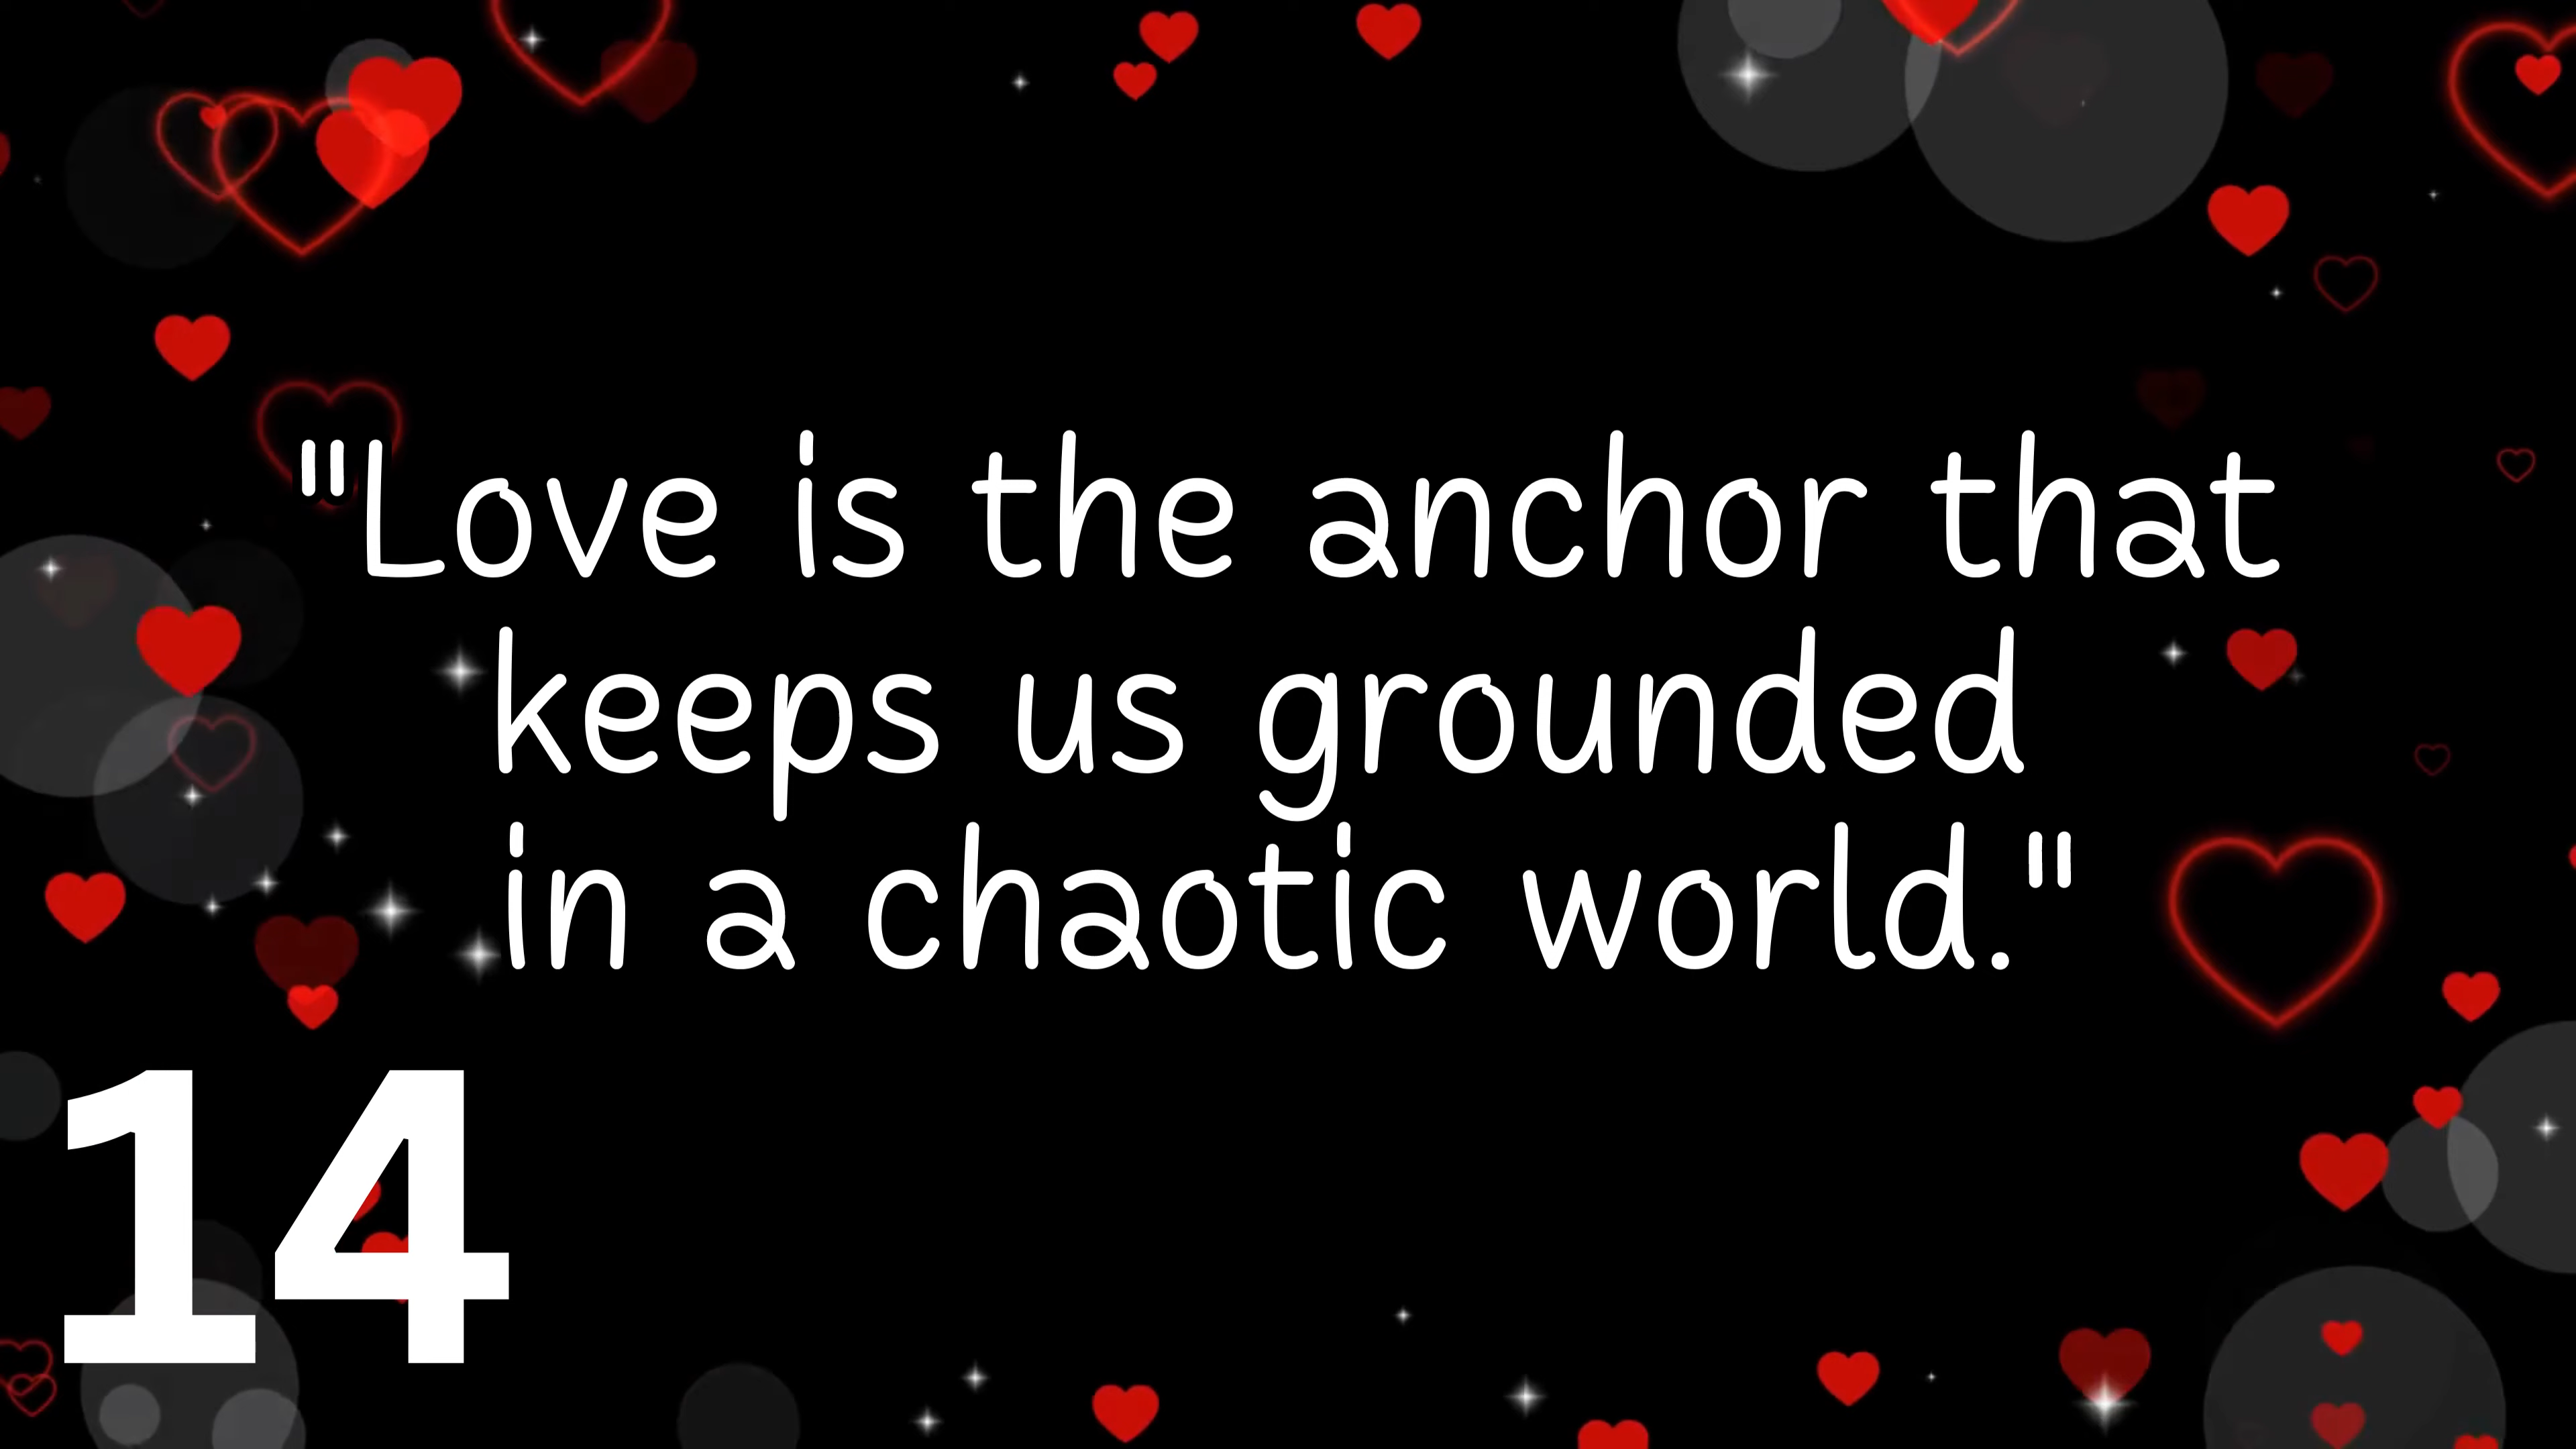 "Love is the anchor that
keeps us grounded
in a chaotic world."
14